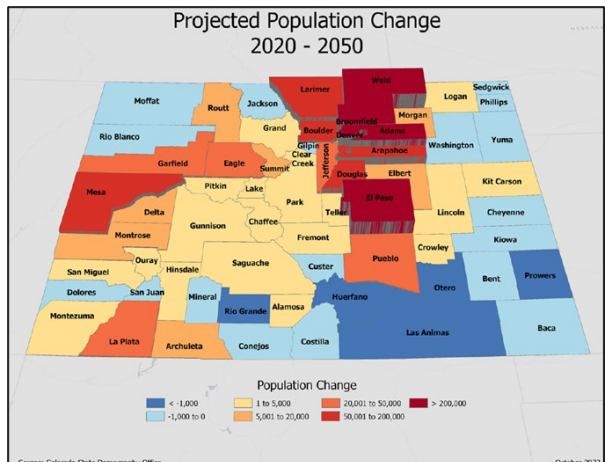 Projected Population Change
2020 - 2050
Moffat
Routt
Jackson
Larimer
Weld
Logan
Sedgwick
Phillips
Rio Blanco
Grand
Boulder
Broomfield
Morgan
Gilpin
Denver
Adams
Washington
Yuma
Clear
Creek
Garfield
Eagle
Summit
Jefferson
Arapahoe
Mesa
Pitkin
Lake
Park
Douglas
Elbert
Kit Carson
Delta
Gunnison
Chaffee
Teller
El Paso
Lincoln
Cheyenne
Montrose
Fremont
Kiowa
Ouray
Crowley
San Miguel
Hinsdale
Saguache
Custer
Pueblo
Dolores
San Juan
Mineral
Huerfano
Otero
Bent
Prowers
Montezuma
Rio Grande
Alamosa
La Plata
Archuleta
Conejos
Costilla
Las Animas
Baca
Population Change
< -1,000
1 to 5,000
20,001 to 50,000
> 200,000
-1,000 to 0
5,001 to 20,000
50,001 to 200,000
Source: Colorado State Demography Office